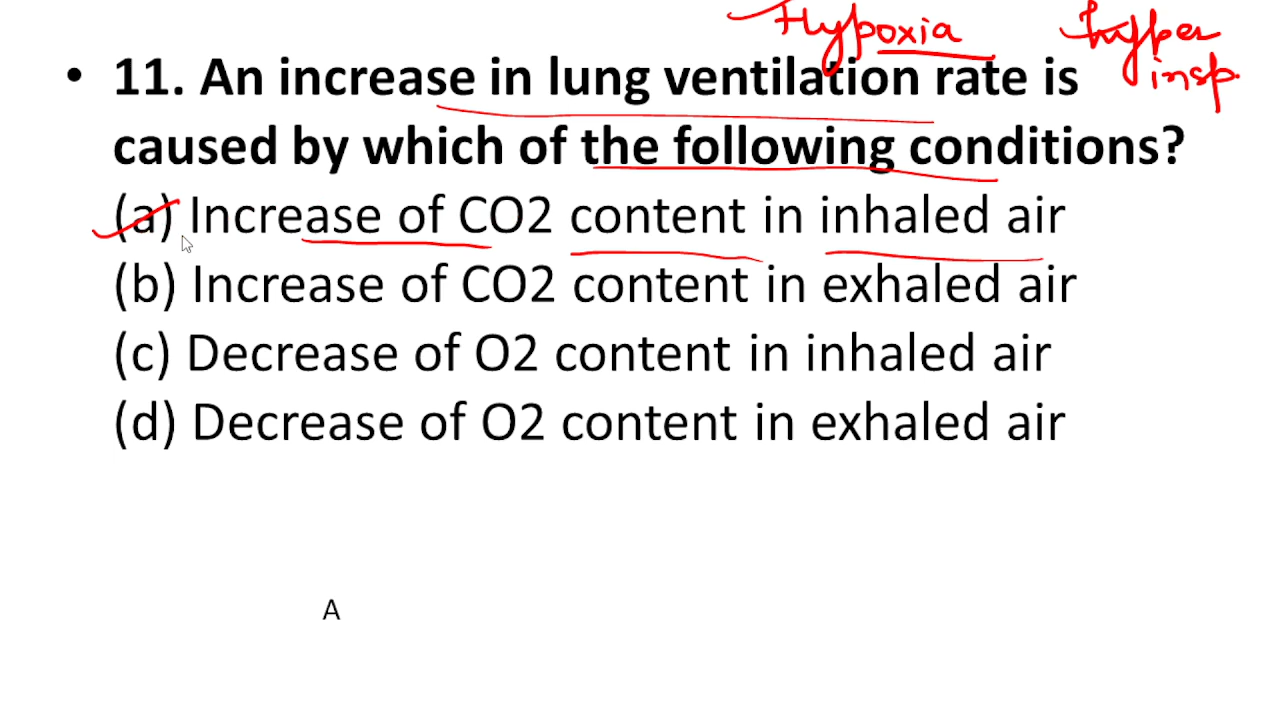 Hypoxia hyper
insp.
• 11. An increase in lung ventilation rate is
caused by which of the following conditions?
(a) Increase of CO2 content in inhaled air
(b) Increase of CO2 content in exhaled air
(c) Decrease of O2 content in inhaled air
(d) Decrease of O2 content in exhaled air
A